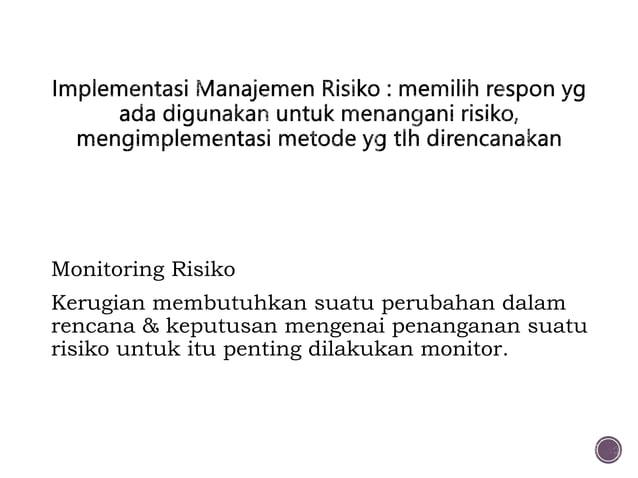 Implementasi Manajemen Risiko : memilih respon yg
ada digunakan untuk menangani risiko,
mengimplementasi metode yg tlh direncanakan
Monitoring Risiko
Kerugian membutuhkan suatu perubahan dalam
rencana & keputusan mengenai penanganan suatu
risiko untuk itu penting dilakukan monitor.